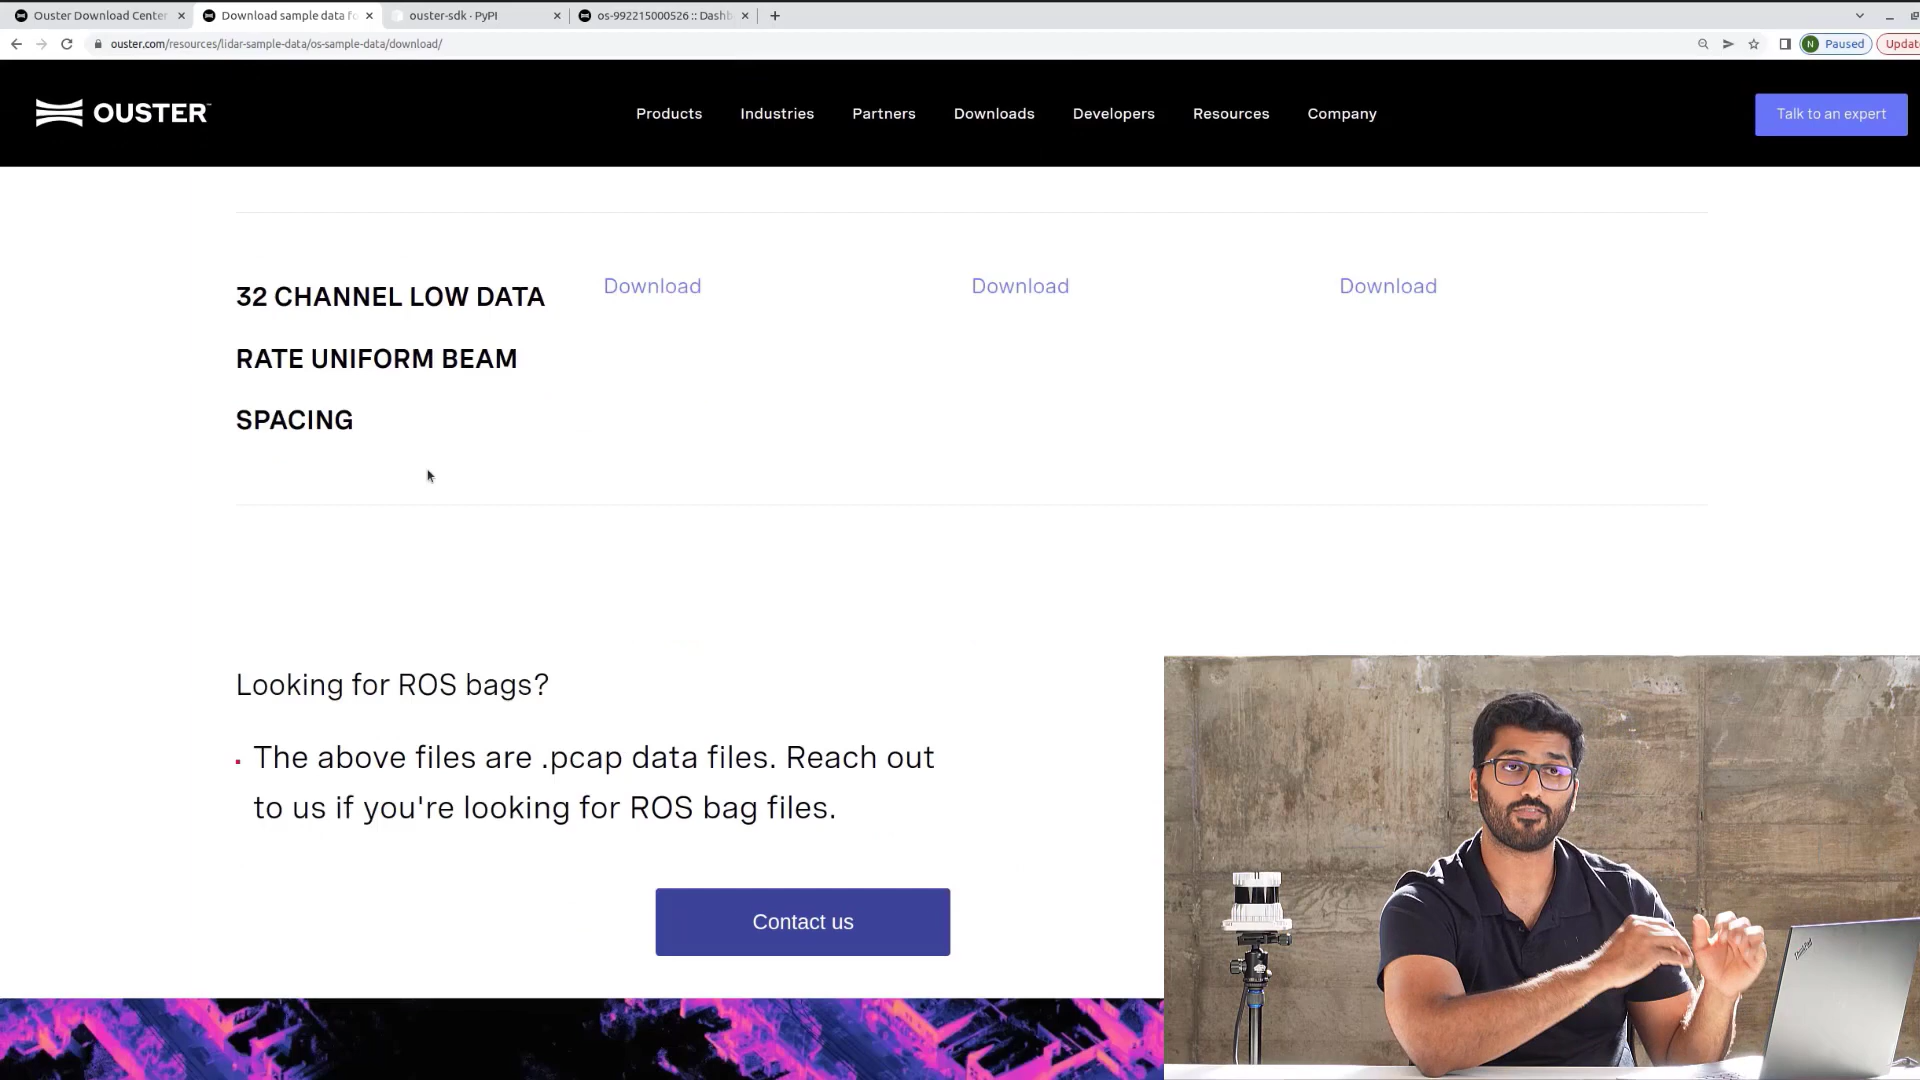 Ouster Download Center
Download sample data fo
ouster-sdk · PyPI
os-992215000526 :: Dashb
ouster.com/resources/lidar-sample-data/os-sample-data/download/
N
Paused
Updat
OUSTER
Products
Industries
Partners
Downloads
Developers
Resources
Company
Talk to an expert
32 CHANNEL LOW DATA
RATE UNIFORM BEAM
SPACING
Download
Download
Download
Looking for ROS bags?
The above files are .pcap data files. Reach out
to us if you're looking for ROS bag files.
Contact us
ThinkPad